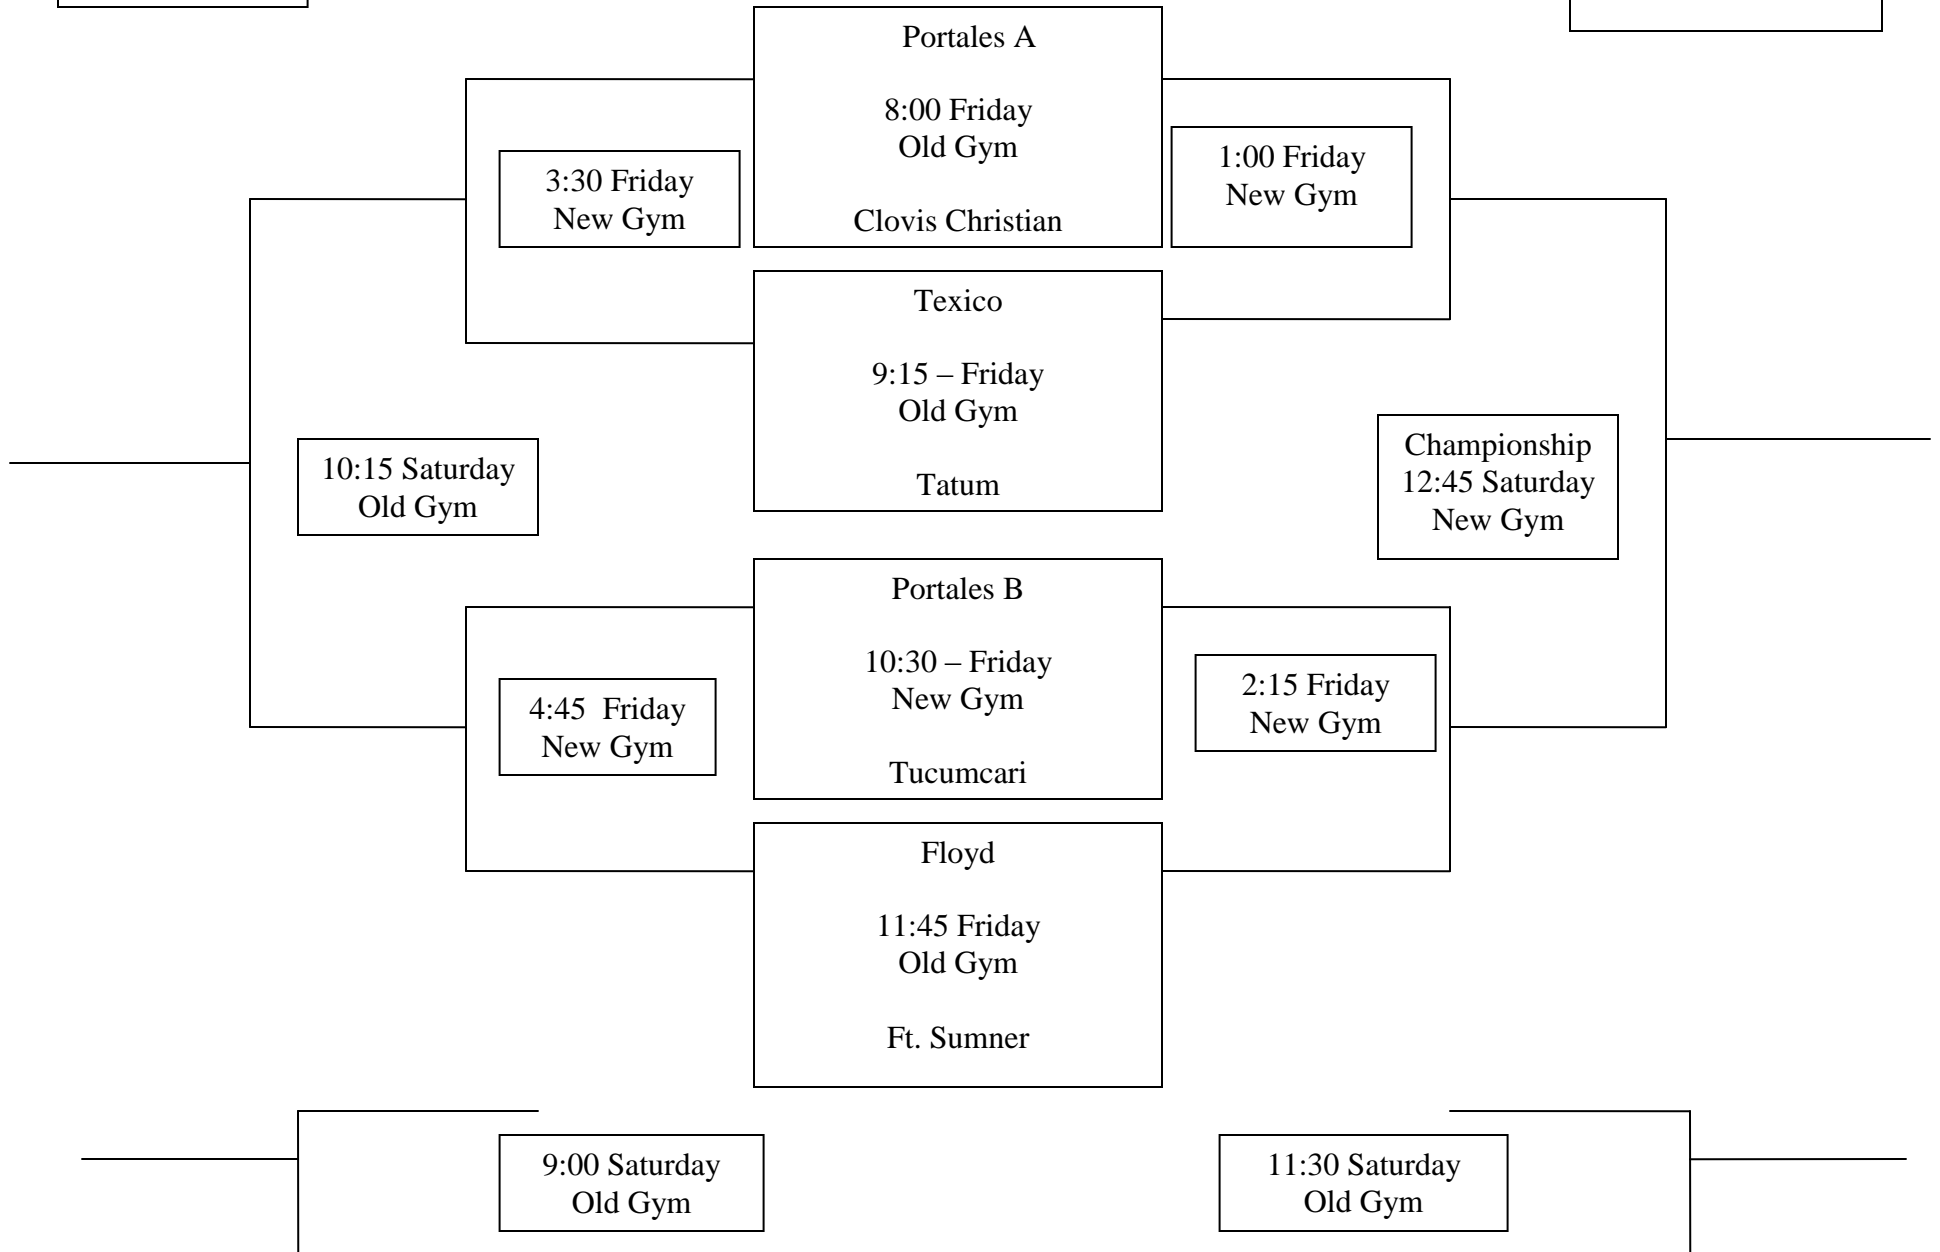 Portales A
8:00 Friday
Old Gym
Clovis Christian
3:30 Friday
New Gym
1:00 Friday
New Gym
Texico
9:15 – Friday
Old Gym
Tatum
10:15 Saturday
Old Gym
Championship
12:45 Saturday
New Gym
Portales B
10:30 – Friday
New Gym
Tucumcari
4:45  Friday
New Gym
2:15 Friday
New Gym
Floyd
11:45 Friday
Old Gym
Ft. Sumner
9:00 Saturday
Old Gym
11:30 Saturday
Old Gym